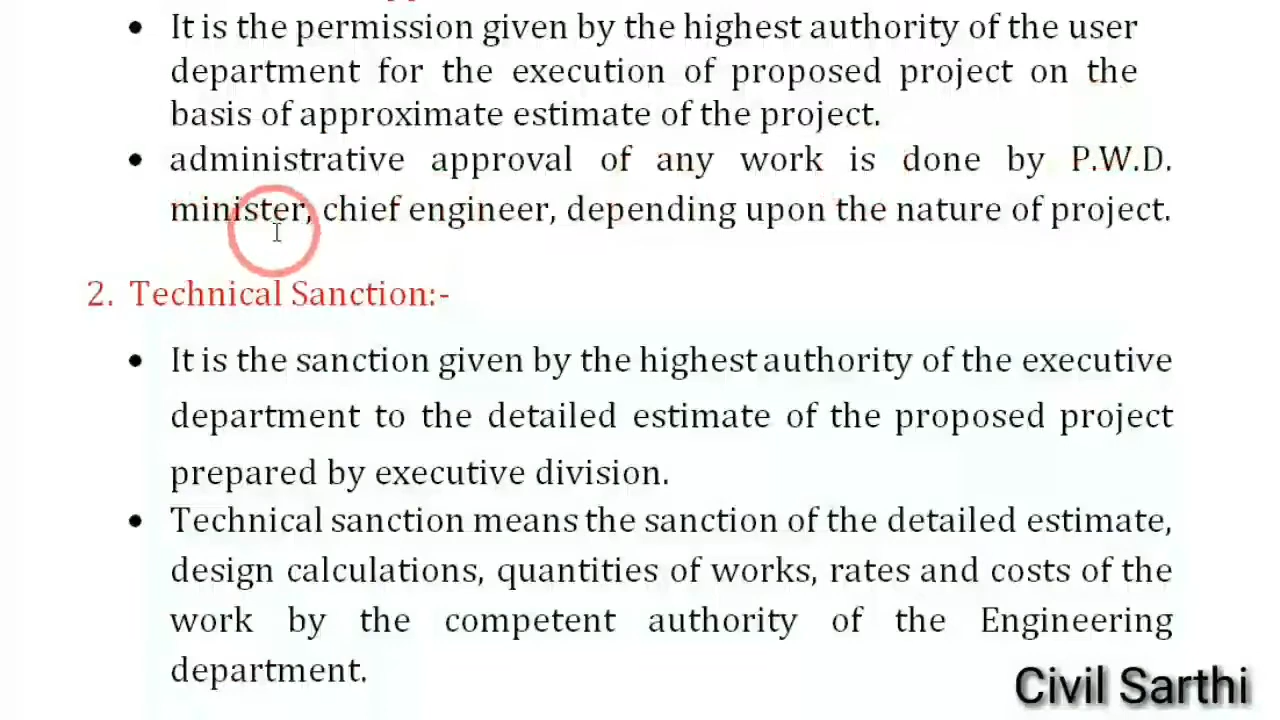 • It is the permission given by the highest authority of the user
department for the execution of proposed project on the
basis of approximate estimate of the project.
• administrative approval of any work is done by P.W.D.
minister, chief engineer, depending upon the nature of project.
2. Technical Sanction:-
• It is the sanction given by the highest authority of the executive
department to the detailed estimate of the proposed project
prepared by executive division.
• Technical sanction means the sanction of the detailed estimate,
design calculations, quantities of works, rates and costs of the
work by the competent authority of the Engineering
department.
Civil Sarthi